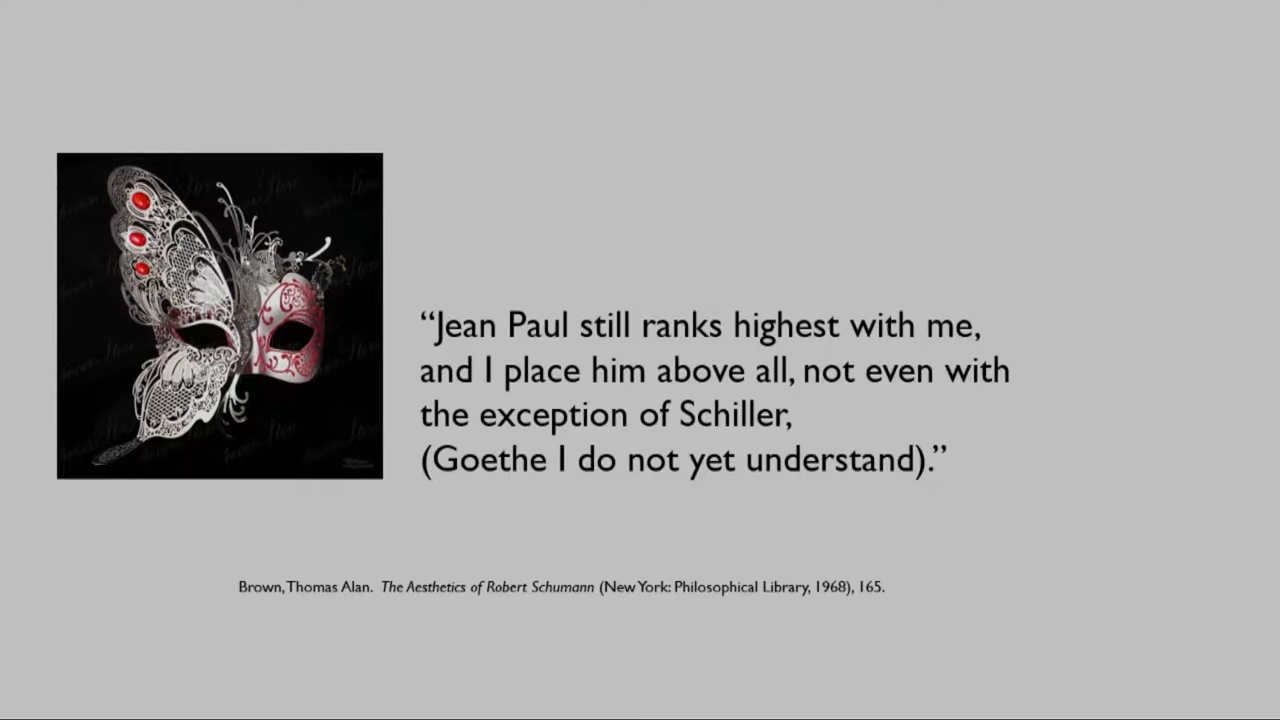 “Jean Paul still ranks highest with me,
and I place him above all, not even with
the exception of Schiller,
(Goethe I do not yet understand).”
Brown, Thomas Alan. The Aesthetics of Robert Schumann (New York: Philosophical Library, 1968), 165.